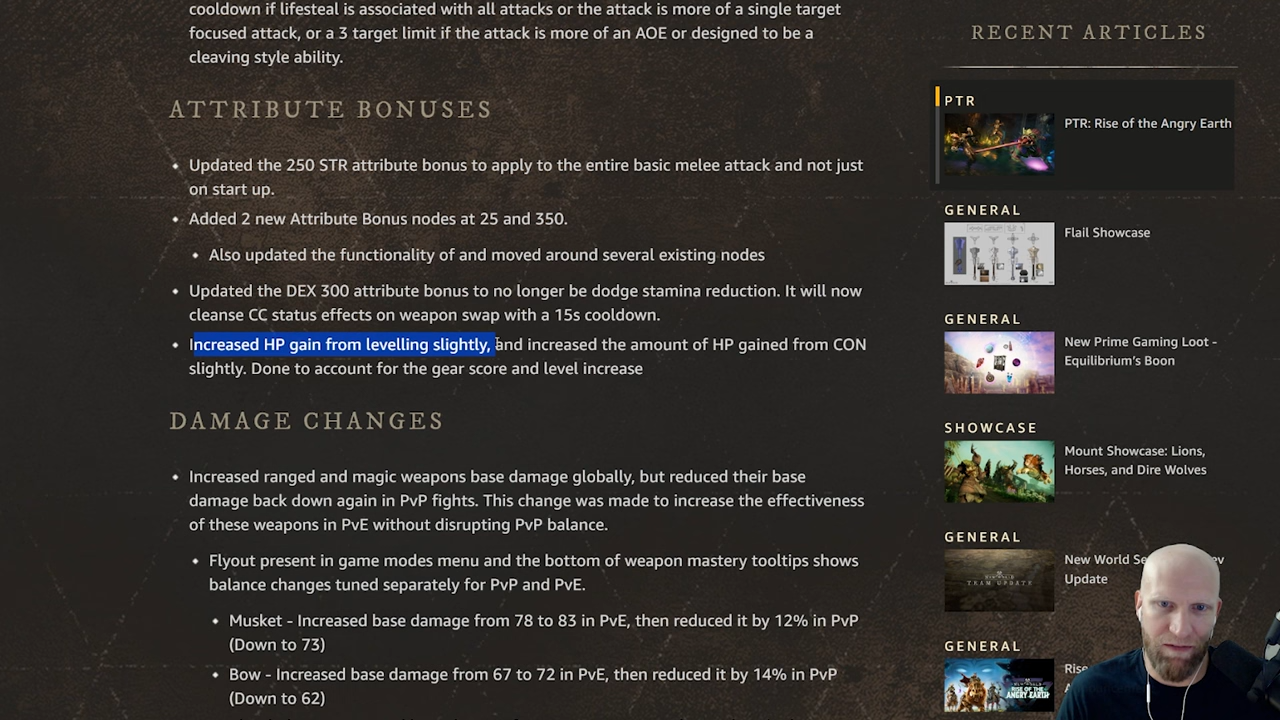 cooldown if lifesteal is associated with all attacks or the attack is more of a single target
focused attack, or a 3 target limit if the attack is more of an AOE or designed to be a
cleaving style ability.
ATTRIBUTE BONUSES
Updated the 250 STR attribute bonus to apply to the entire basic melee attack and not just
on start up.
Added 2 new Attribute Bonus nodes at 25 and 350.
Also updated the functionality of and moved around several existing nodes
Updated the DEX 300 attribute bonus to no longer be dodge stamina reduction. It will now
cleanse CC status effects on weapon swap with a 15s cooldown.
Increased HP gain from levelling slightly, and increased the amount of HP gained from CON
slightly. Done to account for the gear score and level increase
DAMAGE CHANGES
Increased ranged and magic weapons base damage globally, but reduced their base
damage back down again in PvP fights. This change was made to increase the effectiveness
of these weapons in PvE without disrupting PvP balance.
Flyout present in game modes menu and the bottom of weapon mastery tooltips shows
balance changes tuned separately for PvP and PvE.
Musket - Increased base damage from 78 to 83 in PvE, then reduced it by 12% in PvP
(Down to 73)
Bow - Increased base damage from 67 to 72 in PvE, then reduced it by 14% in PvP
(Down to 62)
RECENT ARTICLES
PTR
PTR: Rise of the Angry Earth
GENERAL
Flail Showcase
GENERAL
New Prime Gaming Loot -
Equilibrium's Boon
SHOWCASE
Mount Showcase: Lions,
Horses, and Dire Wolves
GENERAL
New World
Update
TEAM UPDATE
GENERAL
RISE OF THE
ANGRY EARTH